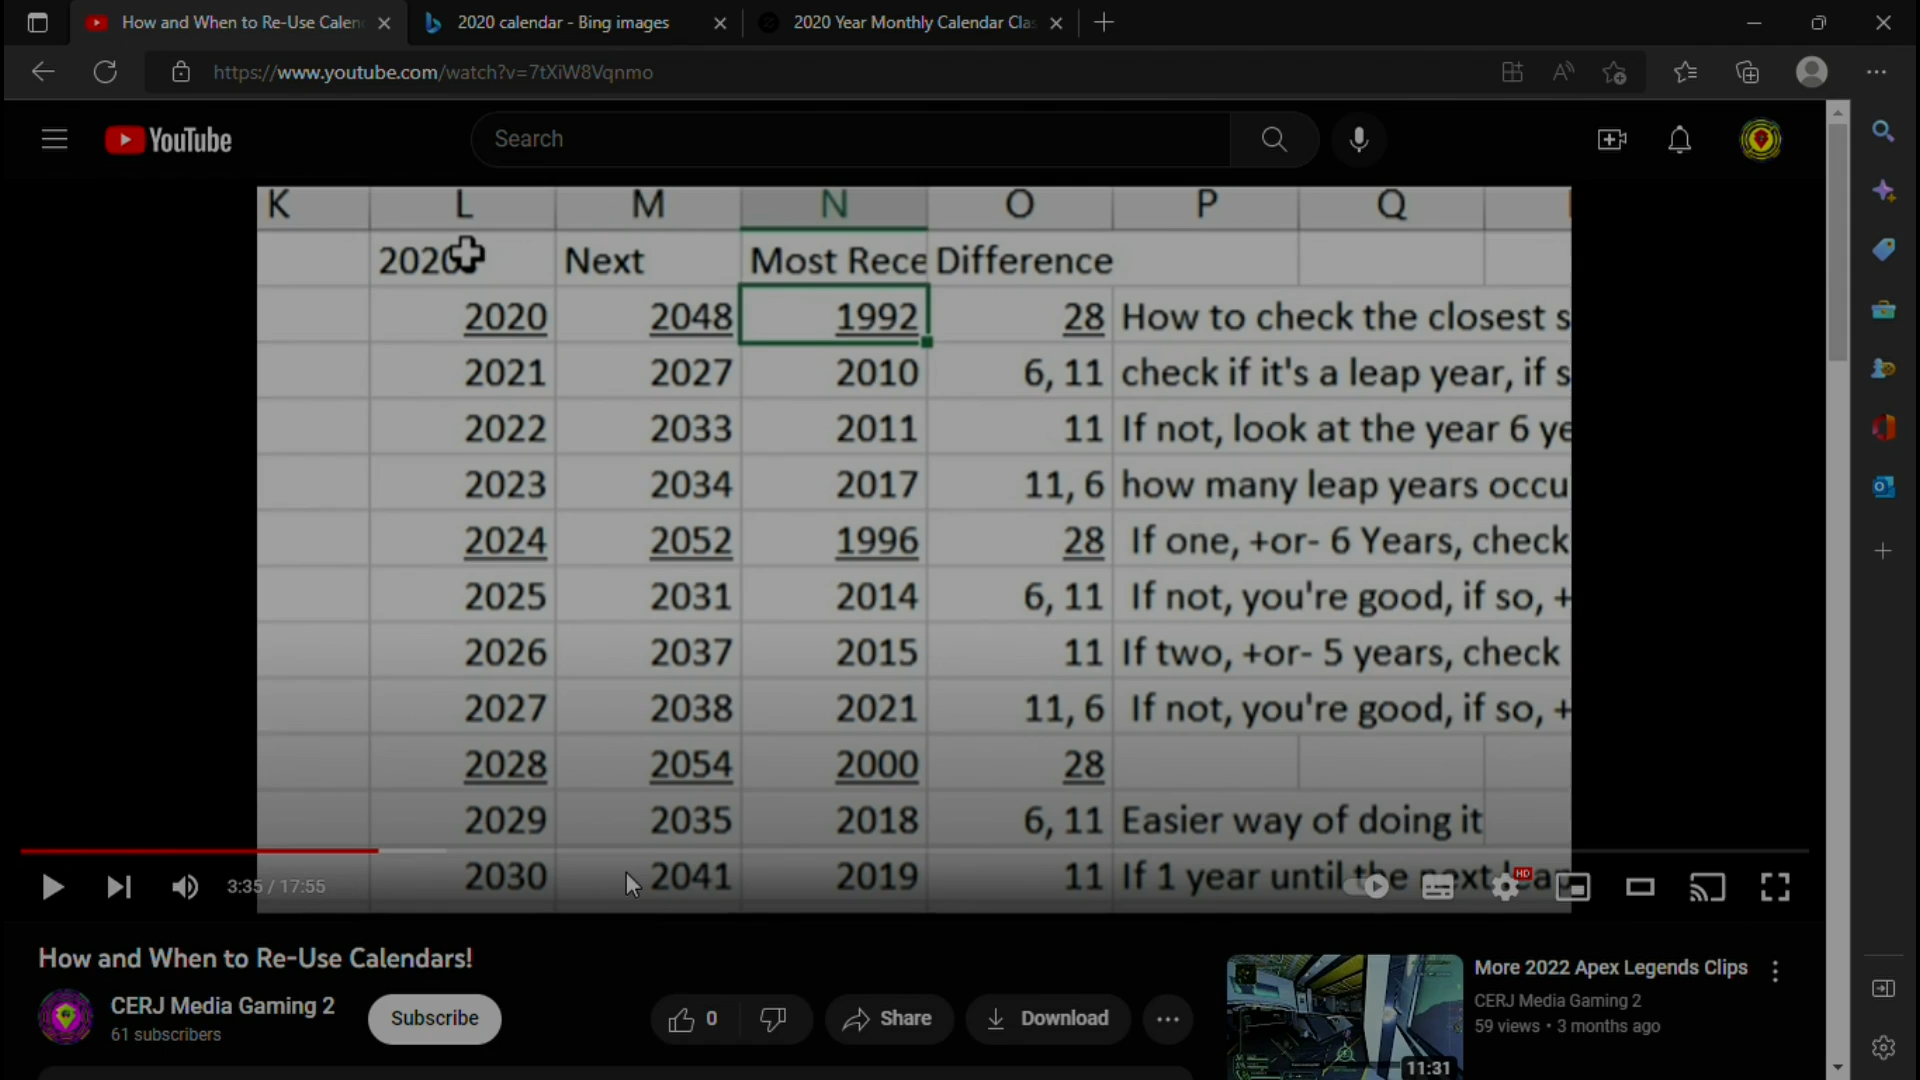 How and When to Re-Use Calen
2020 calendar - Bing images
2020 Year Monthly Calendar Cla
https://www.youtube.com/watch?v=7tXiW8Vqnmo
YouTube
Search
K L M N O P Q
2020 Next Most Rece Difference
2020 2048 1992 28 How to check the closest s
2021 2027 2010 6, 11 check if it's a leap year, if s
2022 2033 2011 11 If not, look at the year 6 ye
2023 2034 2017 11, 6 how many leap years occu
2024 2052 1996 28 If one, +or- 6 Years, check
2025 2031 2014 6, 11 If not, you're good, if so, +
2026 2037 2015 11 If two, +or- 5 years, check
2027 2038 2021 11, 6 If not, you're good, if so, +
2028 2054 2000 28
2029 2035 2018 6, 11 Easier way of doing it
2030 2041 2019 11 If 1 year until the next lea
3:35 / 17:55
HD
How and When to Re-Use Calendars!
CERJ Media Gaming 2
61 subscribers
Subscribe
0
Share
Download
More 2022 Apex Legends Clips
CERJ Media Gaming 2
59 views • 3 months ago
11:31